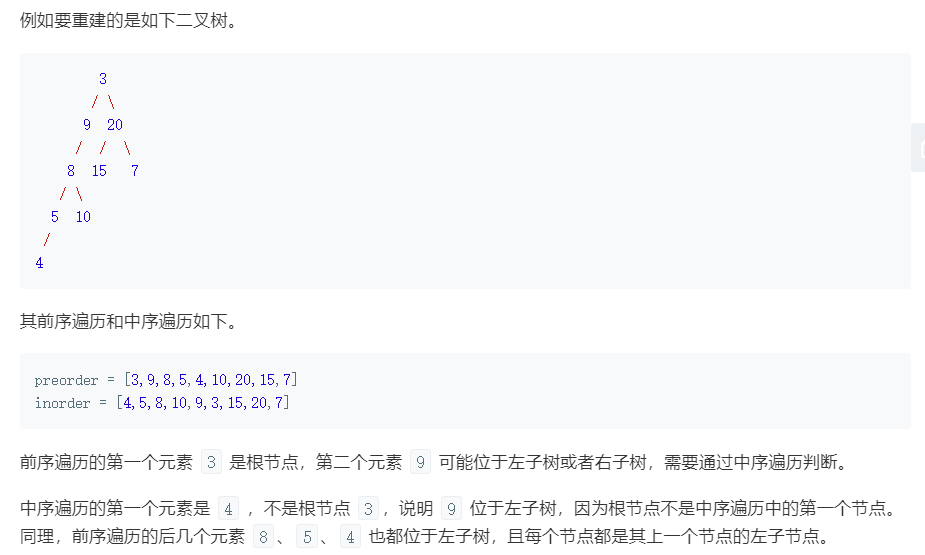 例如要重建的是如下二叉树。
3
/ \
9 20
/ / \
8 15 7
/ \
5 10
/
4
其前序遍历和中序遍历如下。
preorder = [3,9,8,5,4,10,20,15,7]
inorder = [4,5,8,10,9,3,15,20,7]
前序遍历的第一个元素 3 是根节点，第二个元素 9 可能位于左子树或者右子树，需要通过中序遍历判断。
中序遍历的第一个元素是 4 ，不是根节点 3 ，说明 9 位于左子树，因为根节点不是中序遍历中的第一个节点。
同理，前序遍历的后几个元素 8 、 5 、 4 也都位于左子树，且每个节点都是其上一个节点的左子节点。